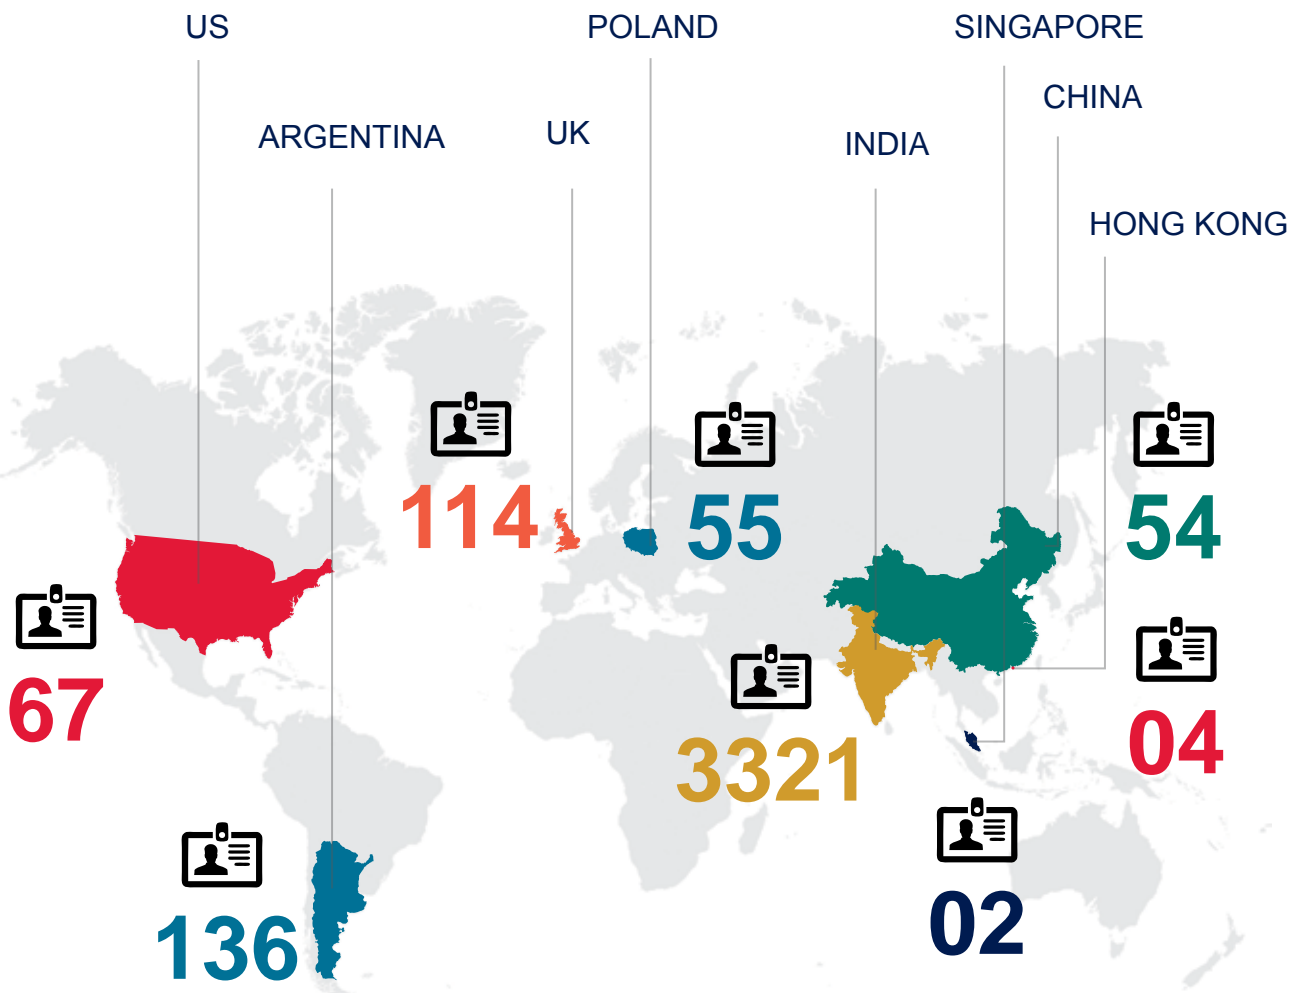 US
POLAND
SINGAPORE
CHINA
ARGENTINA
UK
INDIA
HONG KONG
114
55
54
67
04
3321
02
136